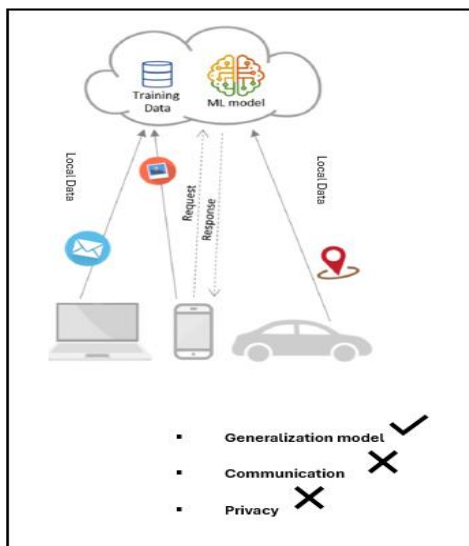 Training
Data
ML model
Local Data
Request
Response
Local Data
▪ Generalization model
▪ Communication
▪ Privacy